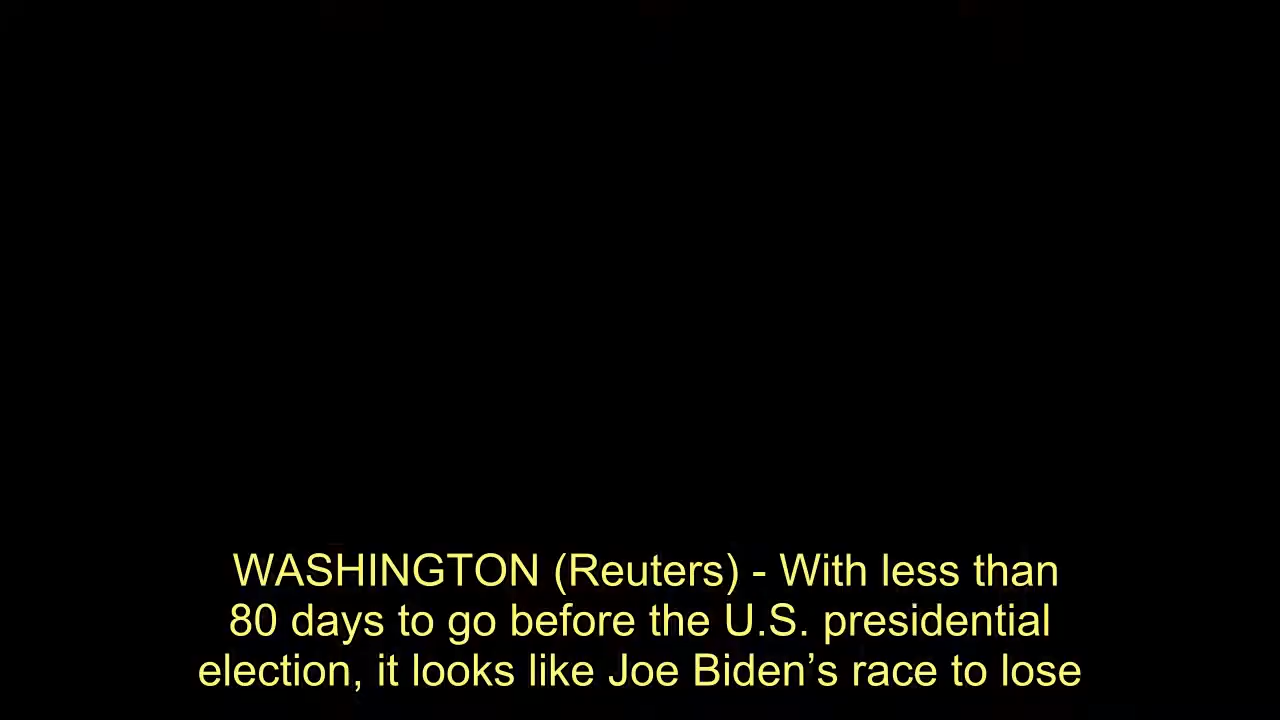 WASHINGTON (Reuters) - With less than
80 days to go before the U.S. presidential
election, it looks like Joe Biden’s race to lose